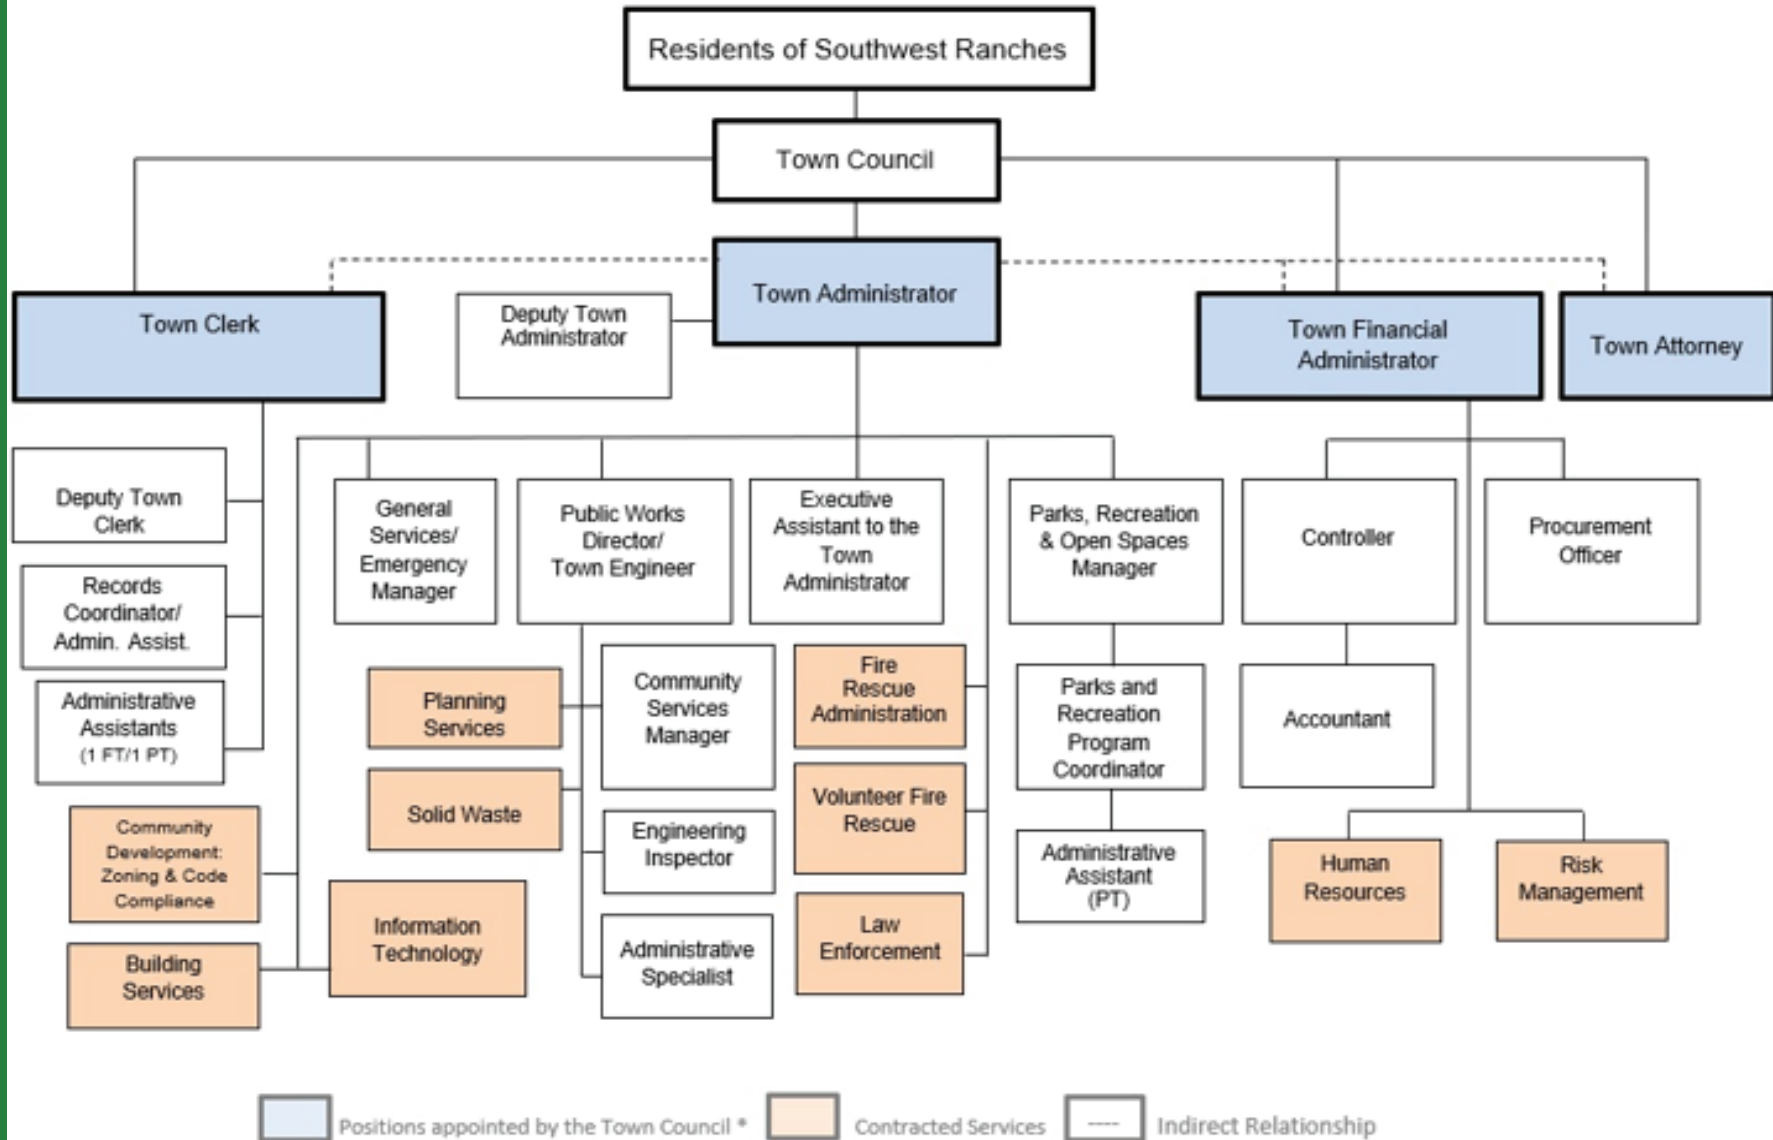 Residents of Southwest Ranches
Town Council
Town Administrator
Town Clerk
Deputy Town
Administrator
Town Financial
Administrator
Town Attorney
Deputy Town
Clerk
Records
Coordinator/
Admin. Assist.
Administrative
Assistants
(1 FT/1 PT)
Community
Development:
Zoning & Code
Compliance
Building
Services
General
Services/
Emergency
Manager
Public Works
Director/
Town Engineer
Executive
Assistant to the
Town
Administrator
Parks, Recreation
& Open Spaces
Manager
Controller
Procurement
Officer
Planning
Services
Solid Waste
Information
Technology
Community
Services
Manager
Engineering
Inspector
Administrative
Specialist
Fire
Rescue
Administration
Volunteer Fire
Rescue
Law
Enforcement
Parks and
Recreation
Program
Coordinator
Administrative
Assistant
(PT)
Accountant
Human
Resources
Risk
Management
Positions appointed by the Town Council *
Contracted Services
---- Indirect Relationship